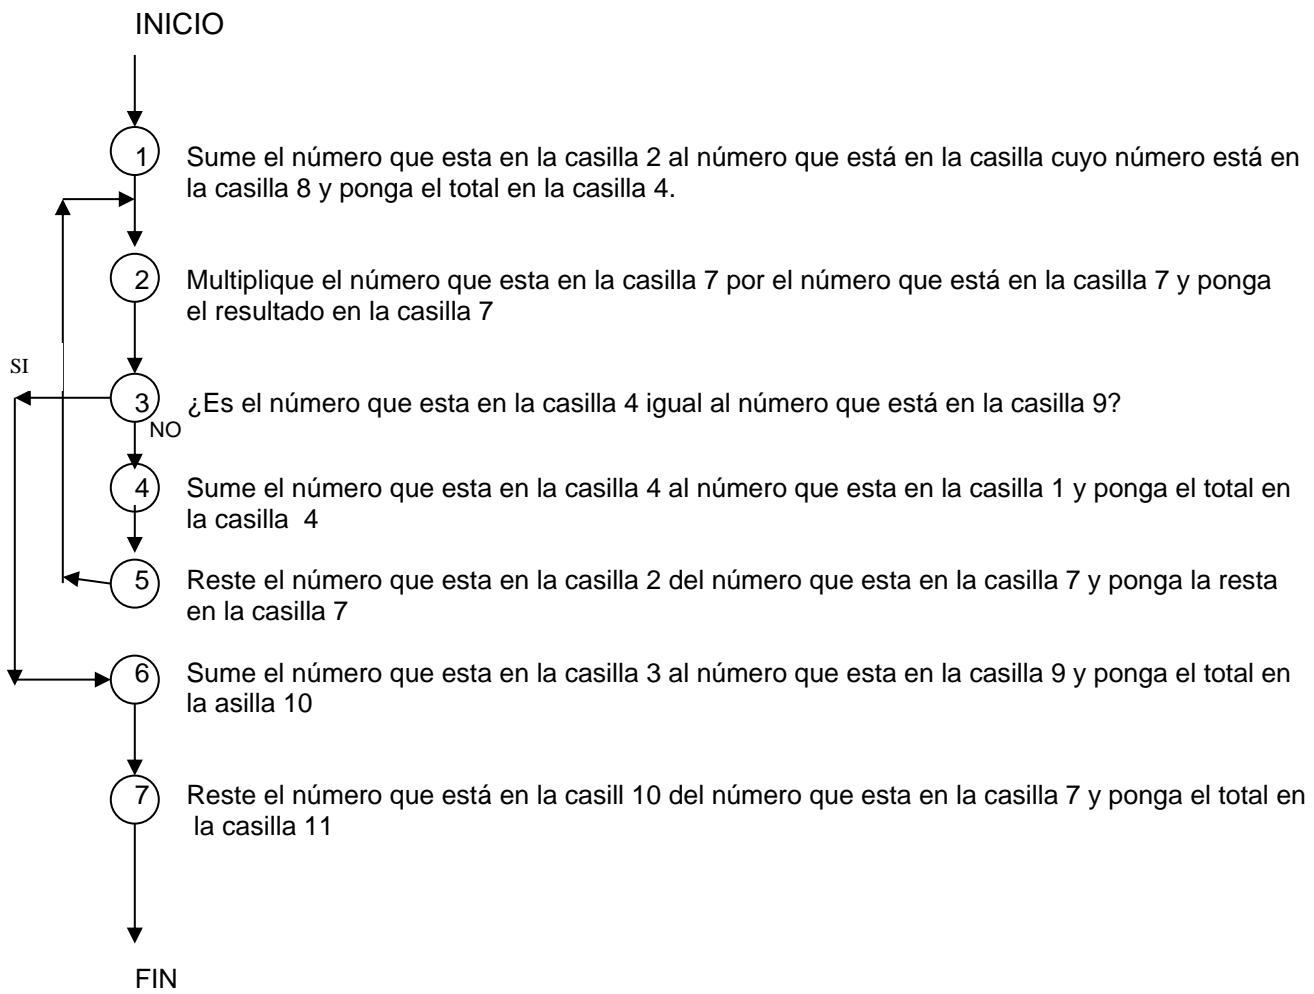 INICIO
1 Sume el número que esta en la casilla 2 al número que está en la casilla cuyo número está en
la casilla 8 y ponga el total en la casilla 4.
2 Multiplique el número que esta en la casilla 7 por el número que está en la casilla 7 y ponga
el resultado en la casilla 7
SI
3 ¿Es el número que esta en la casilla 4 igual al número que está en la casilla 9?
NO
4 Sume el número que esta en la casilla 4 al número que esta en la casilla 1 y ponga el total en
la casilla 4
5 Reste el número que esta en la casilla 2 del número que esta en la casilla 7 y ponga la resta
en la casilla 7
6 Sume el número que esta en la casilla 3 al número que esta en la casilla 9 y ponga el total en
la asilla 10
7 Reste el número que está en la casill 10 del número que esta en la casilla 7 y ponga el total en
la casilla 11
FIN